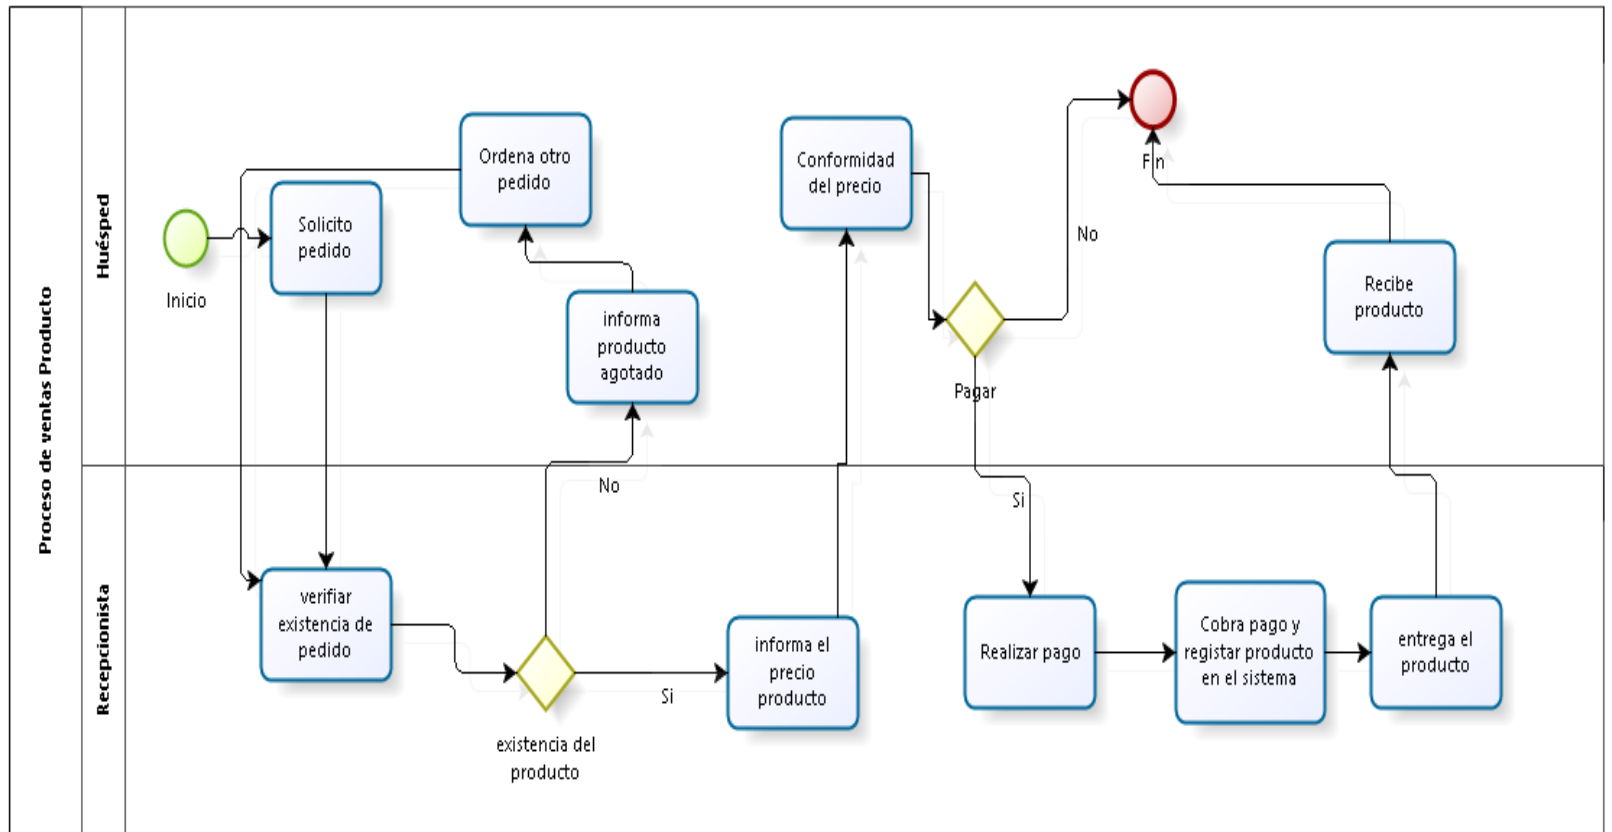 Proceso de ventas Producto
Huésped
Inicio
Solicito
pedido
Ordena otro
pedido
informa
producto
agotado
No
Conformidad
del precio
Pagar
No
Si
Fin
Recibe
producto
Recepcionista
verifiar
existencia de
pedido
existencia del
producto
Si
informa el
precio
producto
Realizar pago
Cobra pago y
registar producto
en el sistema
entrega el
producto